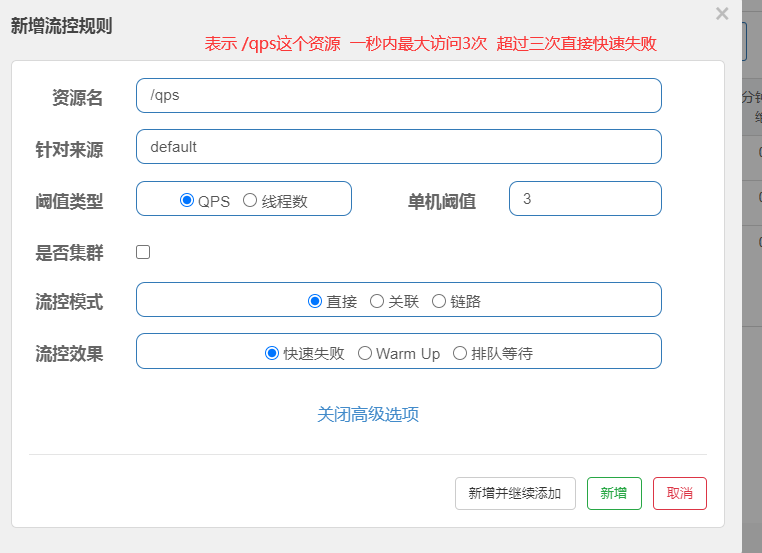 新增流控规则
×
表示 /qps这个资源 一秒内最大访问3次 超过三次直接快速失败
资源名 /qps
针对来源 default
阈值类型 QPS 线程数 单机阈值 3
是否集群
流控模式 直接 关联 链路
流控效果 快速失败 Warm Up 排队等待
关闭高级选项
新增并继续添加 新增 取消
分钟